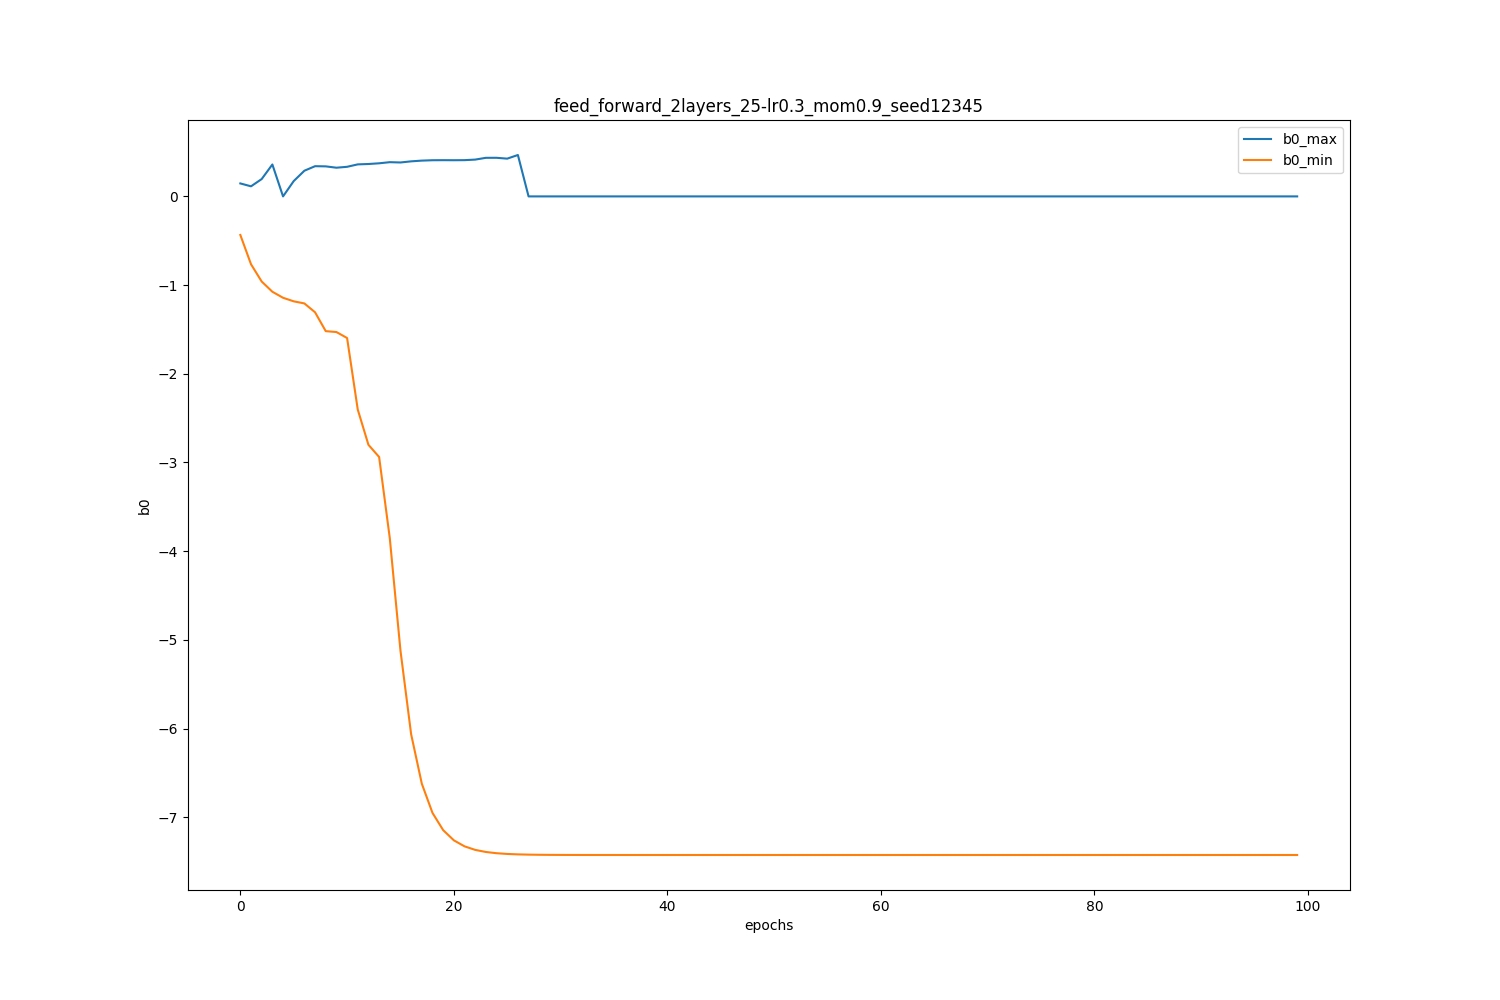 feed_forward_2layers_25-lr0.3_mom0.9_seed12345
b0_max
b0_min
0
−1
−2
−3
−4
−5
−6
−7
b0
0 20 40 60 80 100
epochs